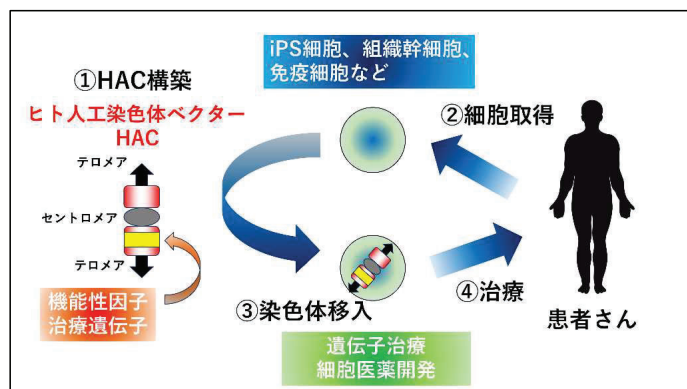 iPS細胞、組織幹細胞、
免疫細胞など
①HAC構築
ヒト人工染色体ベクター
HAC
テロメア
セントロメア
テロメア
機能性因子
治療遺伝子
②細胞取得
③染色体移入
④治療
患者さん
遺伝子治療
細胞医薬開発